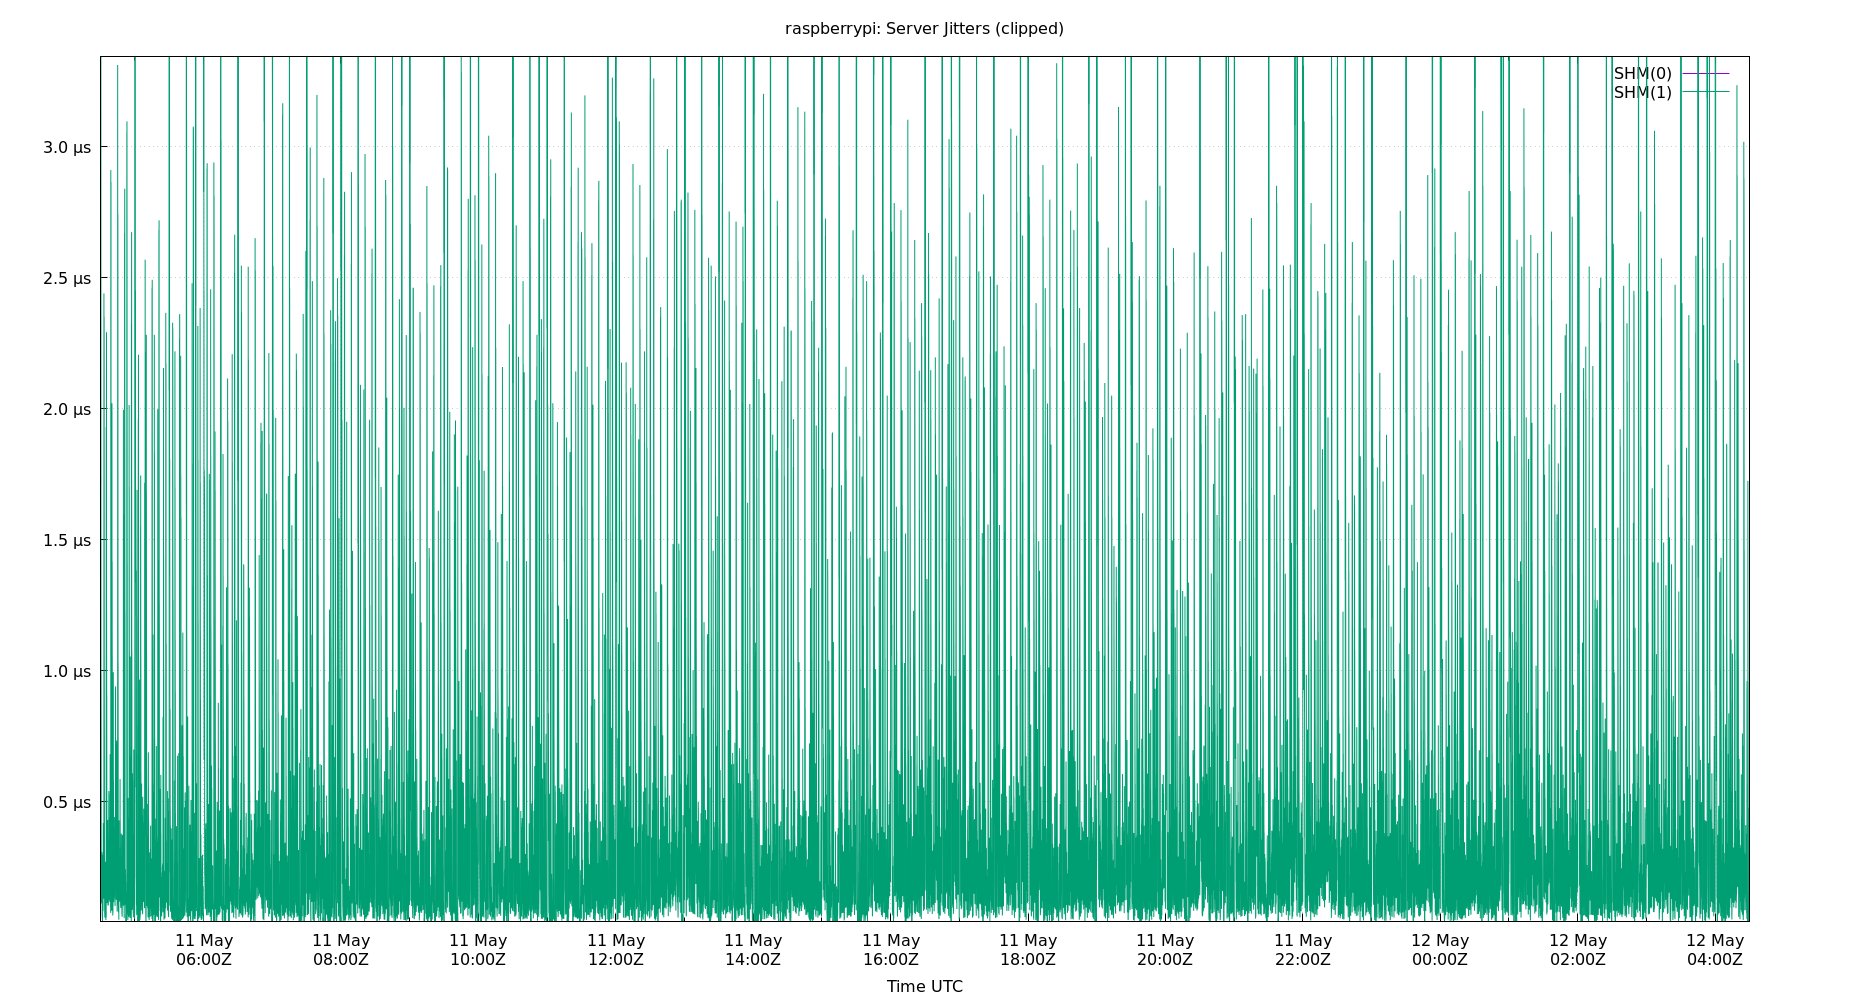 raspberrypi: Server Jitters (clipped)
SHM(0)
SHM(1)
3.0 µs
2.5 µs
2.0 µs
1.5 µs
1.0 µs
0.5 µs
11 May 11 May 11 May 11 May 11 May 11 May 11 May 11 May 11 May 12 May 12 May 12 May
06:00Z 08:00Z 10:00Z 12:00Z 14:00Z 16:00Z 18:00Z 20:00Z 22:00Z 00:00Z 02:00Z 04:00Z
Time UTC